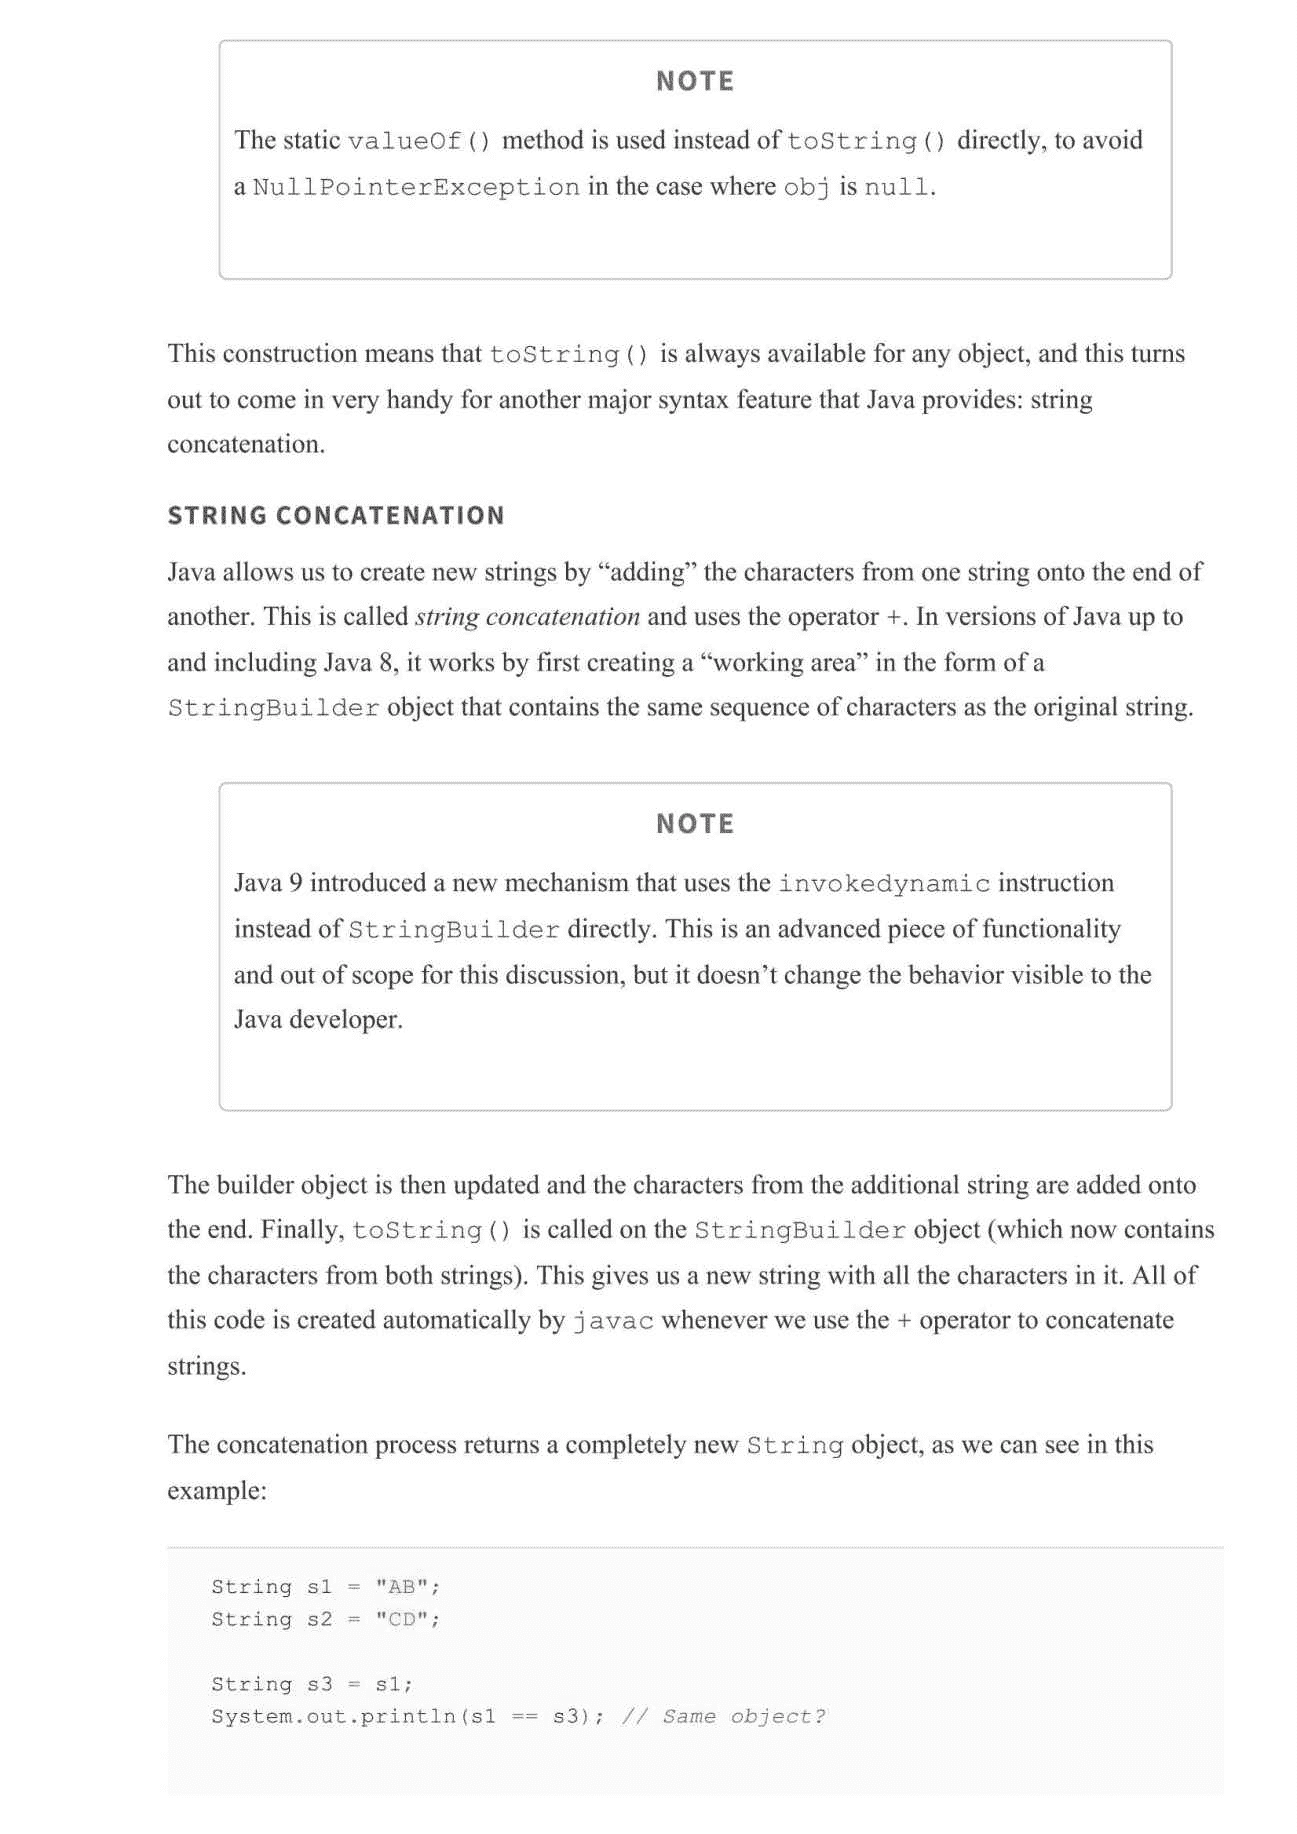 NOTE
The static valueOf() method is used instead of toString() directly, to avoid
a NullPointerException in the case where obj is null.
This construction means that toString() is always available for any object, and this turns
out to come in very handy for another major syntax feature that Java provides: string
concatenation.
STRING CONCATENATION
Java allows us to create new strings by “adding” the characters from one string onto the end of
another. This is called string concatenation and uses the operator +. In versions of Java up to
and including Java 8, it works by first creating a “working area” in the form of a
StringBuilder object that contains the same sequence of characters as the original string.
NOTE
Java 9 introduced a new mechanism that uses the invokedynamic instruction
instead of StringBuilder directly. This is an advanced piece of functionality
and out of scope for this discussion, but it doesn’t change the behavior visible to the
Java developer.
The builder object is then updated and the characters from the additional string are added onto
the end. Finally, toString() is called on the StringBuilder object (which now contains
the characters from both strings). This gives us a new string with all the characters in it. All of
this code is created automatically by javac whenever we use the + operator to concatenate
strings.
The concatenation process returns a completely new String object, as we can see in this
example:
String s1 = "AB";
String s2 = "CD";
String s3 = s1;
System.out.println(s1 == s3); // Same object?